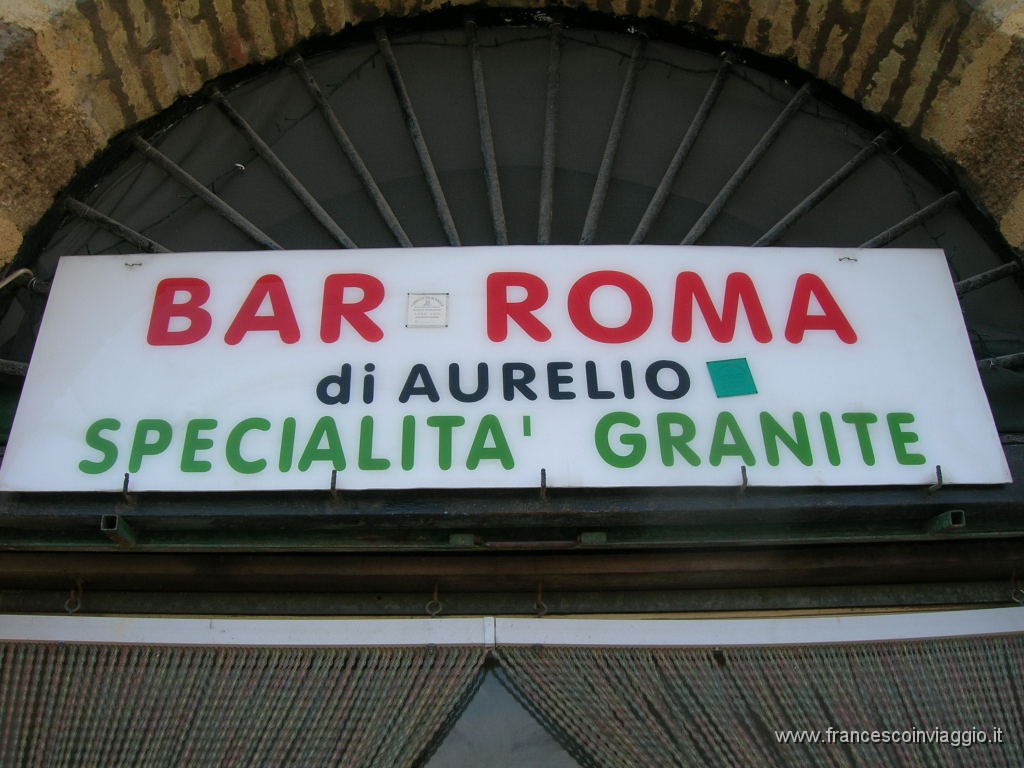 BAR ROMA
di AURELIO
SPECIALITA' GRANITE
www.francescoinviaggio.it